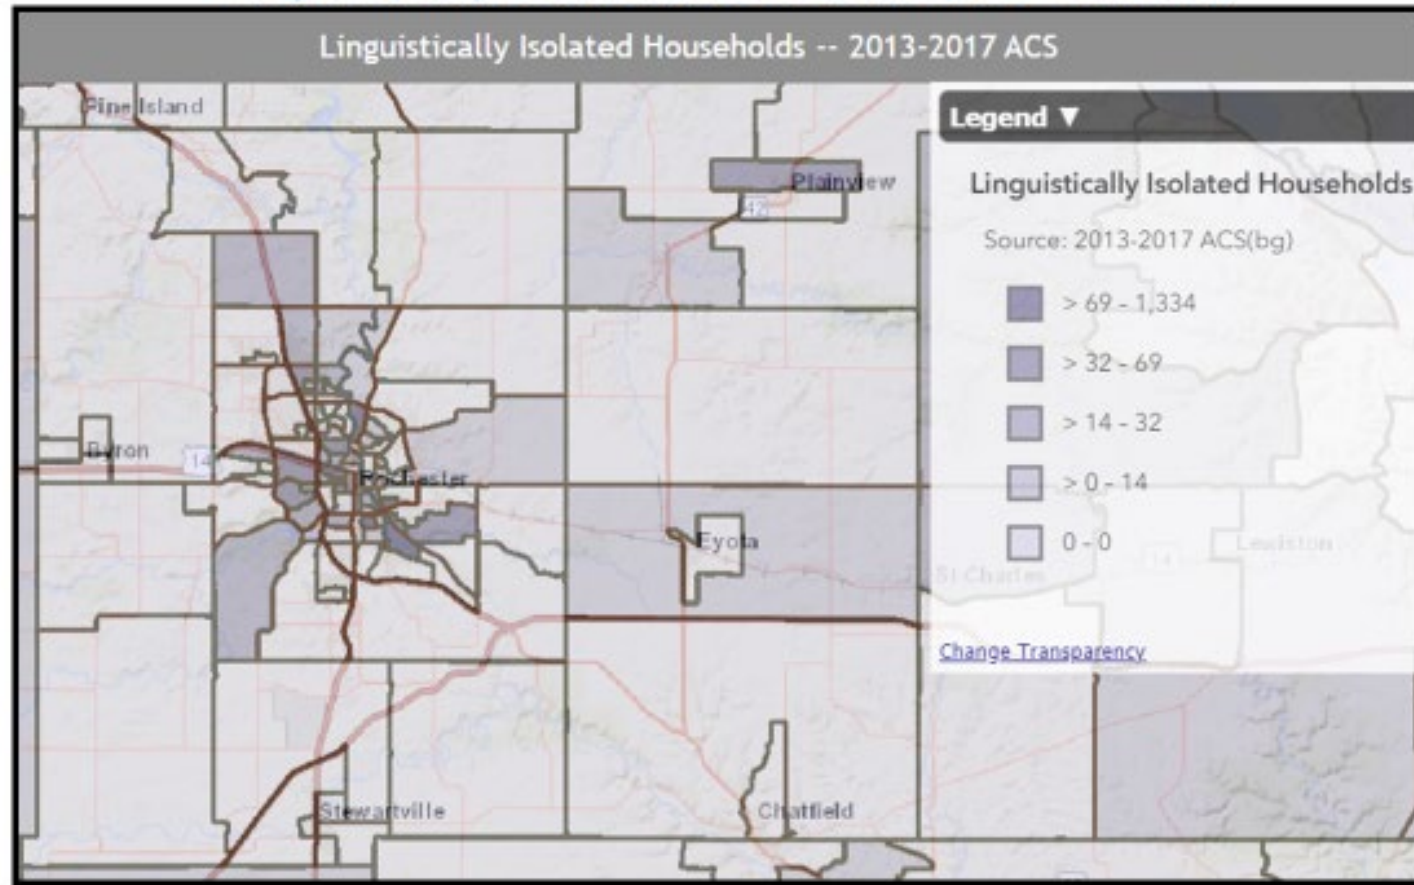 Linguistically Isolated Households -- 2013-2017 ACS
Pine Island
Legend ▼
Plainview
42
Linguistically Isolated Households
Source: 2013-2017 ACS(bg)
> 69 - 1,334
> 32 - 69
> 14 - 32
> 0 - 14
0 - 0
Byron
14
Rochester
Eyota
Lewiston
14
St Charles
Change Transparency
Stewartville
Chatfield